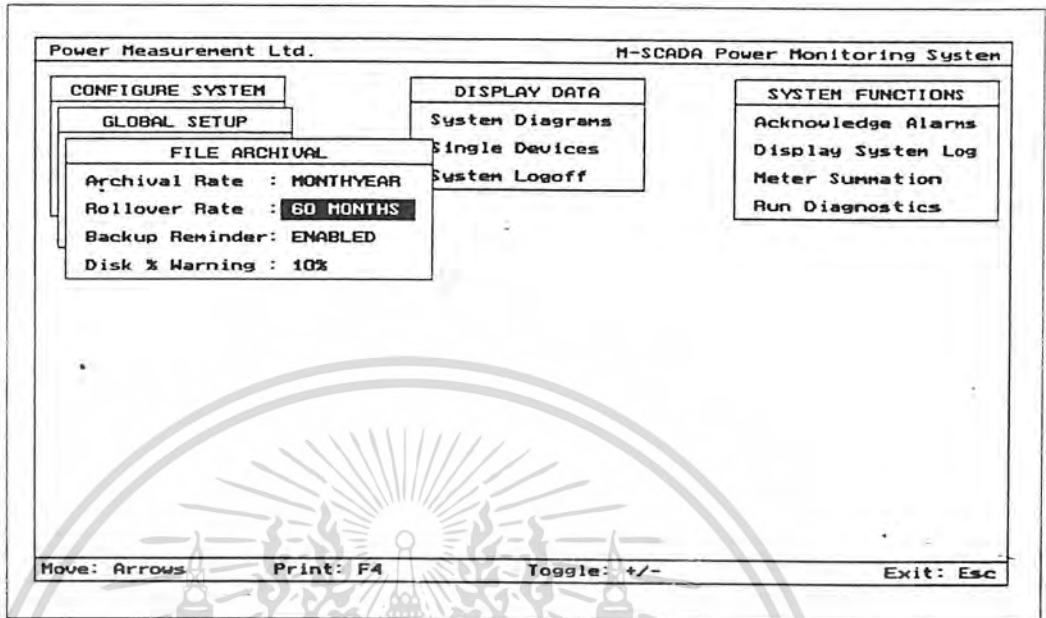 Power Measurement Ltd. M-SCADA Power Monitoring System
CONFIGURE SYSTEM
GLOBAL SETUP
FILE ARCHIVAL
Archival Rate : MONTHYEAR
Rollover Rate : 60 MONTHS
Backup Reminder: ENABLED
Disk % Warning : 10%
DISPLAY DATA
System Diagrams
Single Devices
System Logoff
SYSTEM FUNCTIONS
Acknowledge Alarms
Display System Log
Meter Summation
Run Diagnostics
Move: Arrows Print: F4 Toggle: +/- Exit: Esc